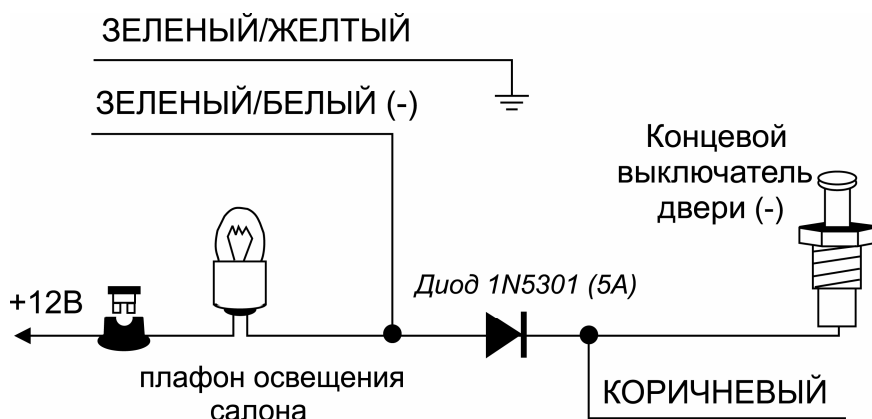 ЗЕЛЕНЫЙ/ЖЕЛТЫЙ
ЗЕЛЕНЫЙ/БЕЛЫЙ (-)
Концевой
выключатель
двери (-)
Диод 1N5301 (5А)
+12В
плафон освещения
салона
КОРИЧНЕВЫЙ